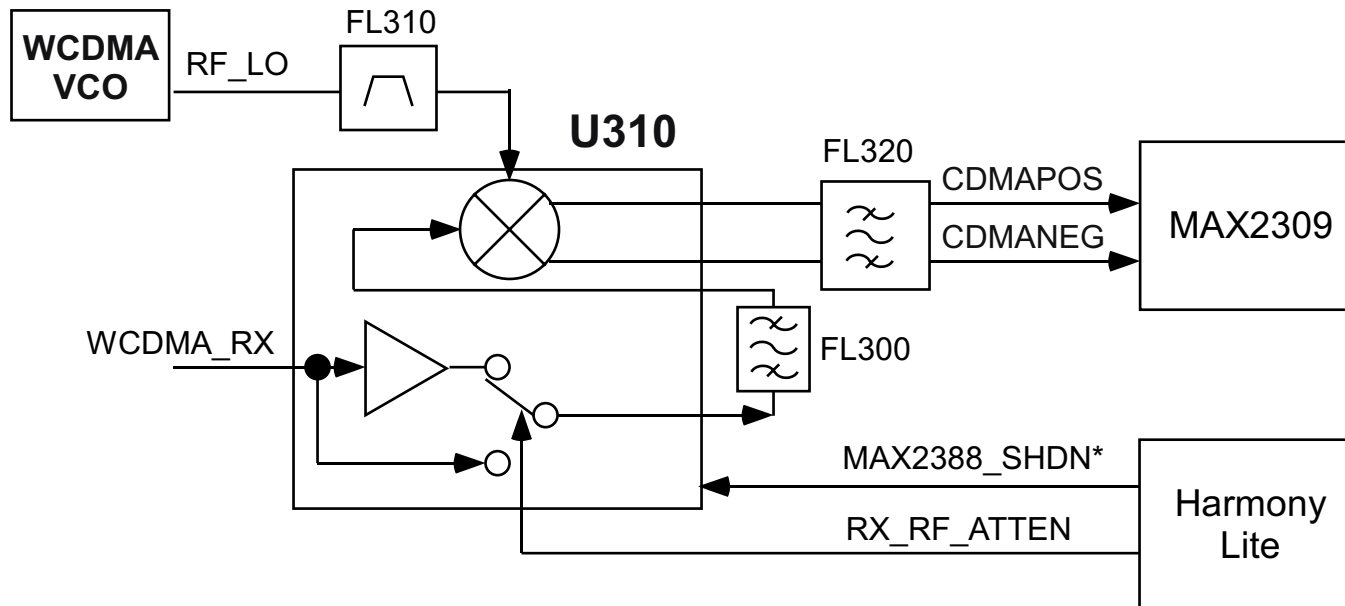 FL310
WCDMA
VCO
RF_LO
U310
FL320
CDMAPOS
CDMANEG
MAX2309
WCDMA_RX
FL300
MAX2388_SHDN*
RX_RF_ATTEN
Harmony
Lite